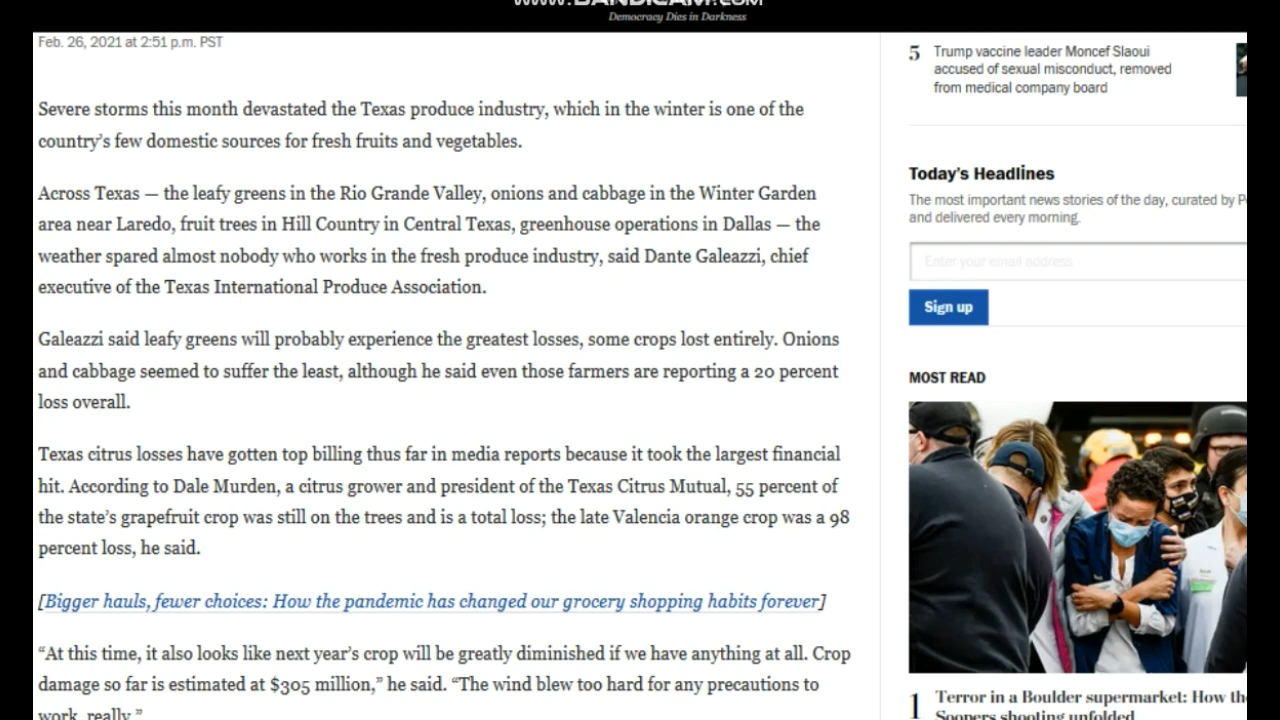 www.BANDICAM.com
Democracy Dies in Darkness
Feb. 26, 2021 at 2:51 p.m. PST
Severe storms this month devastated the Texas produce industry, which in the winter is one of the
country’s few domestic sources for fresh fruits and vegetables.
Across Texas — the leafy greens in the Rio Grande Valley, onions and cabbage in the Winter Garden
area near Laredo, fruit trees in Hill Country in Central Texas, greenhouse operations in Dallas — the
weather spared almost nobody who works in the fresh produce industry, said Dante Galeazzi, chief
executive of the Texas International Produce Association.
Galeazzi said leafy greens will probably experience the greatest losses, some crops lost entirely. Onions
and cabbage seemed to suffer the least, although he said even those farmers are reporting a 20 percent
loss overall.
Texas citrus losses have gotten top billing thus far in media reports because it took the largest financial
hit. According to Dale Murden, a citrus grower and president of the Texas Citrus Mutual, 55 percent of
the state’s grapefruit crop was still on the trees and is a total loss; the late Valencia orange crop was a 98
percent loss, he said.
[Bigger hauls, fewer choices: How the pandemic has changed our grocery shopping habits forever]
“At this time, it also looks like next year’s crop will be greatly diminished if we have anything at all. Crop
damage so far is estimated at $305 million,” he said. “The wind blew too hard for any precautions to
work, really.”
5 Trump vaccine leader Moncef Slaoui
accused of sexual misconduct, removed
from medical company board
Today’s Headlines
The most important news stories of the day, curated by P
and delivered every morning.
Enter your email address
Sign up
MOST READ
1 Terror in a Boulder supermarket: How th
Soopers shooting unfolded